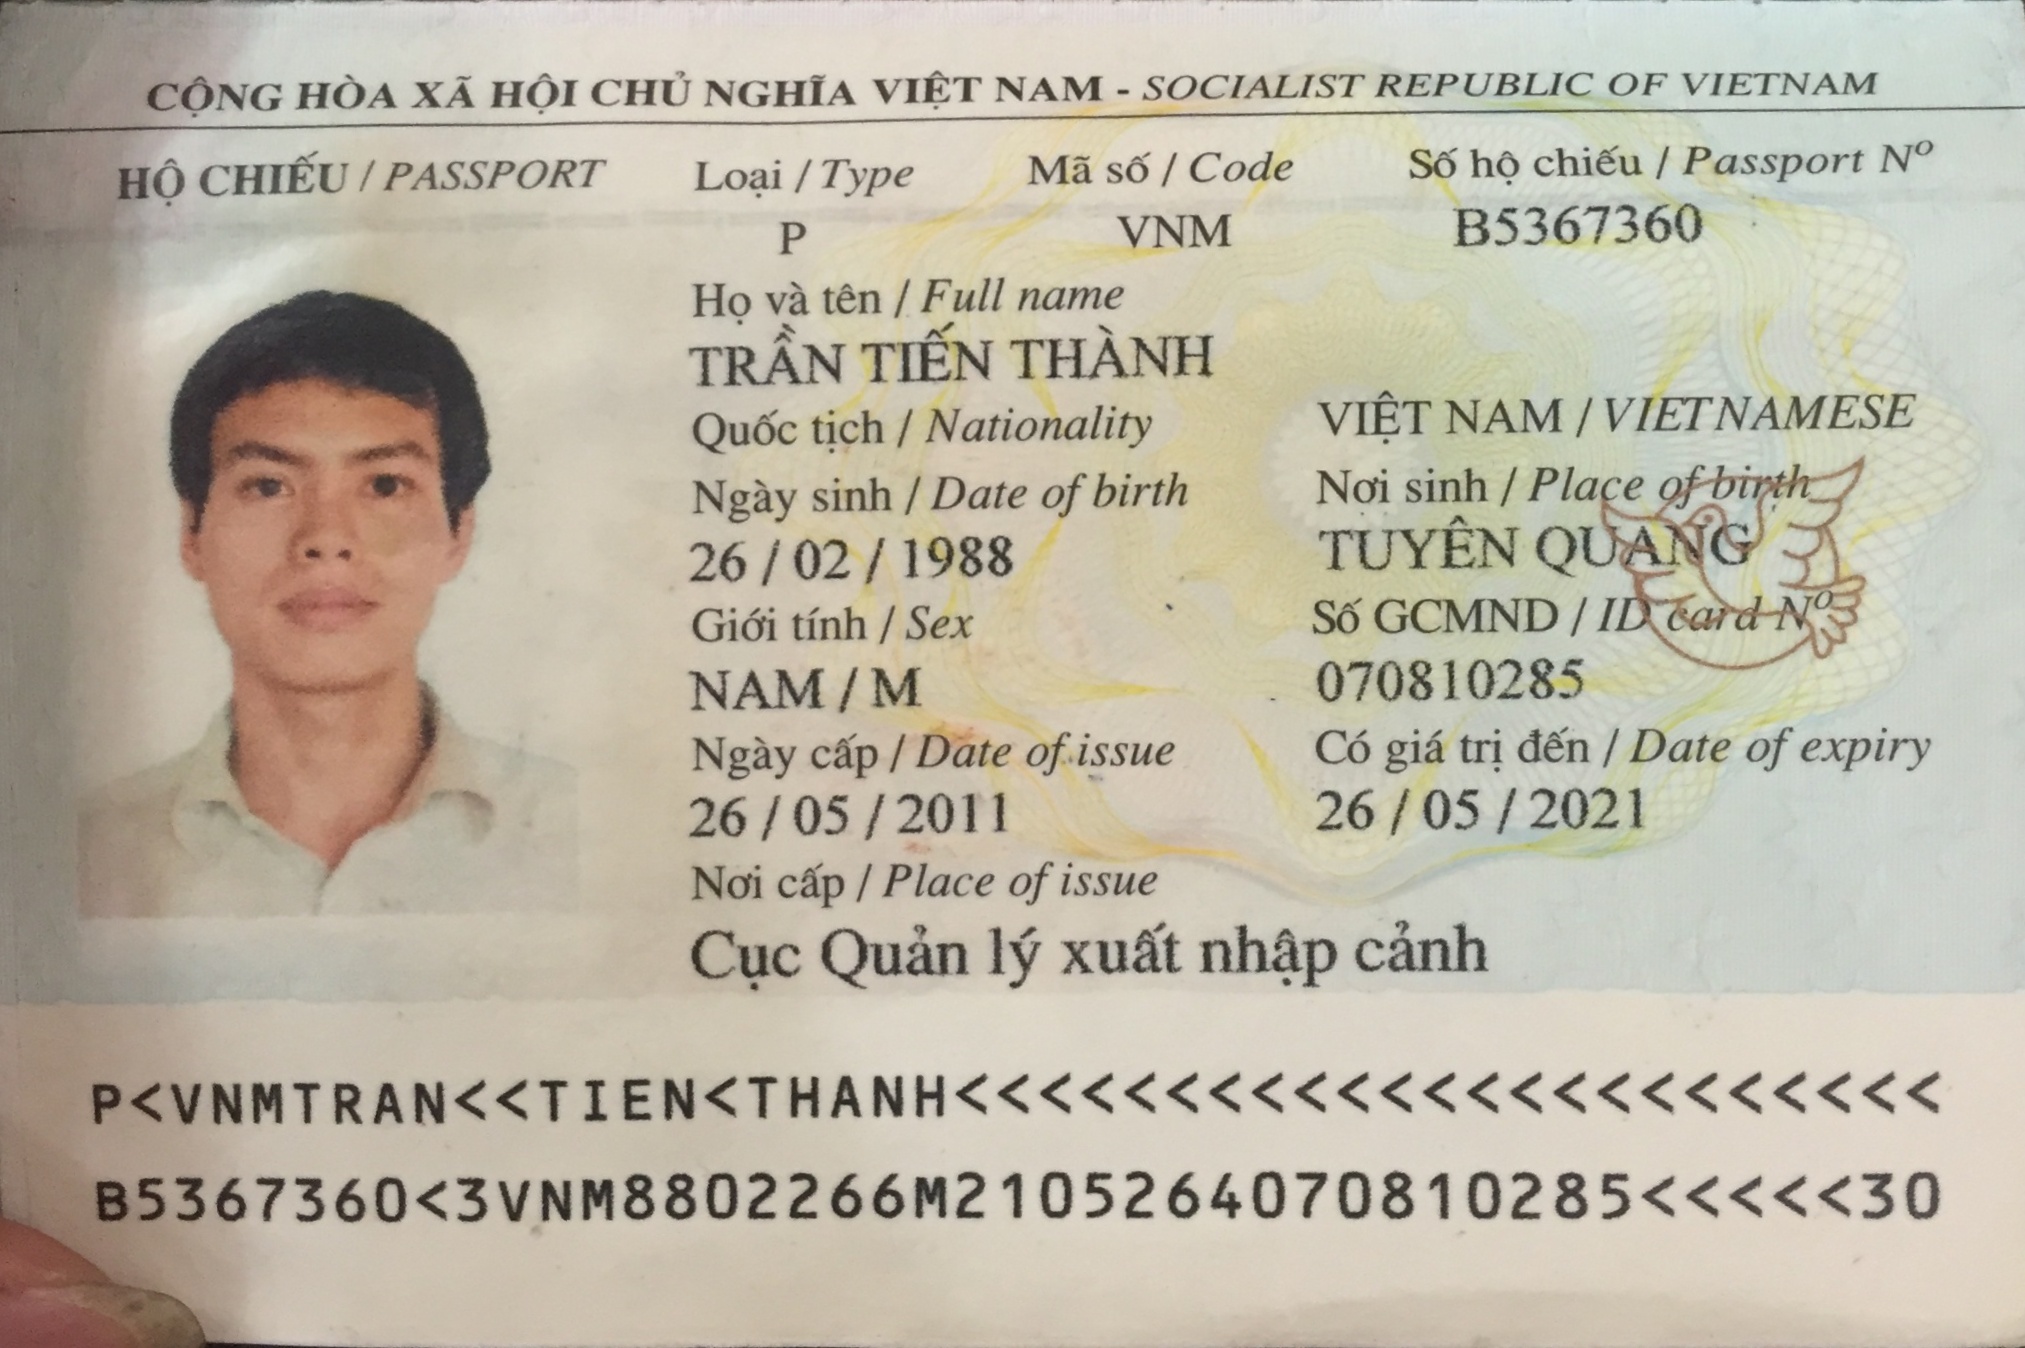 CỘNG HÒA XÃ HỘI CHỦ NGHĨA VIỆT NAM - SOCIALIST REPUBLIC OF VIETNAM
HỘ CHIẾU / PASSPORT Loại / Type Mã số / Code Số hộ chiếu / Passport Nº
P VNM B5367360
Họ và tên / Full name
TRẦN TIẾN THÀNH
Quốc tịch / Nationality VIỆT NAM / VIETNAMESE
Ngày sinh / Date of birth Nơi sinh / Place of birth
26 / 02 / 1988 TUYÊN QUANG
Giới tính / Sex Số GCMND / ID card Nº
NAM / M 070810285
Ngày cấp / Date of issue Có giá trị đến / Date of expiry
26 / 05 / 2011 26 / 05 / 2021
Nơi cấp / Place of issue
Cục Quản lý xuất nhập cảnh
P<VNMTRAN<<TIEN<THANH<<<<<<<<<<<<<<<<<<<<<<<
B5367360<3VNM8802266M2105264070810285<<<<<30